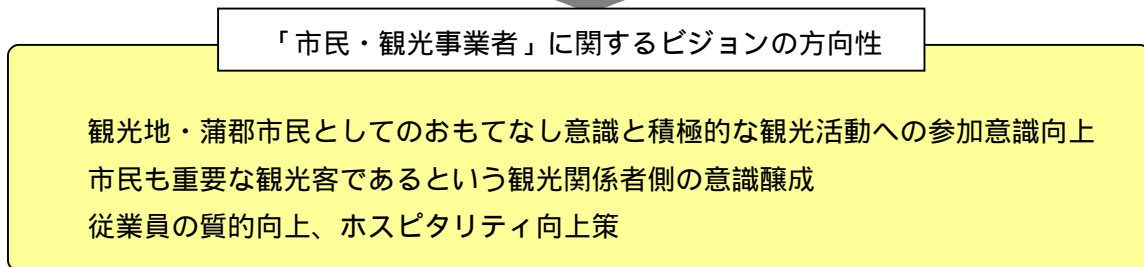 「市民・観光事業者」に関するビジョンの方向性
観光地・蒲郡市民としてのおもてなし意識と積極的な観光活動への参加意識向上
市民も重要な観光客であるという観光関係者側の意識醸成
従業員の質的向上、ホスピタリティ向上策